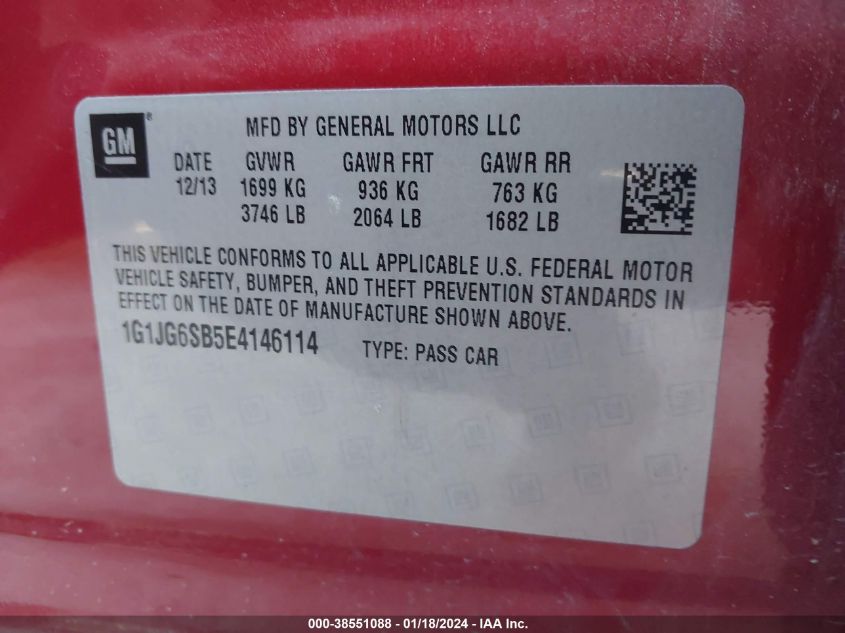 GM ®
MFD BY GENERAL MOTORS LLC
DATE GVWR GAWR FRT GAWR RR
12/13 1699 KG 936 KG 763 KG
3746 LB 2064 LB 1682 LB
THIS VEHICLE CONFORMS TO ALL APPLICABLE U.S. FEDERAL MOTOR
VEHICLE SAFETY, BUMPER, AND THEFT PREVENTION STANDARDS IN
EFFECT ON THE DATE OF MANUFACTURE SHOWN ABOVE.
1G1JG6SB5E4146114 TYPE: PASS CAR
000-38551088 - 01/18/2024 - IAA Inc.